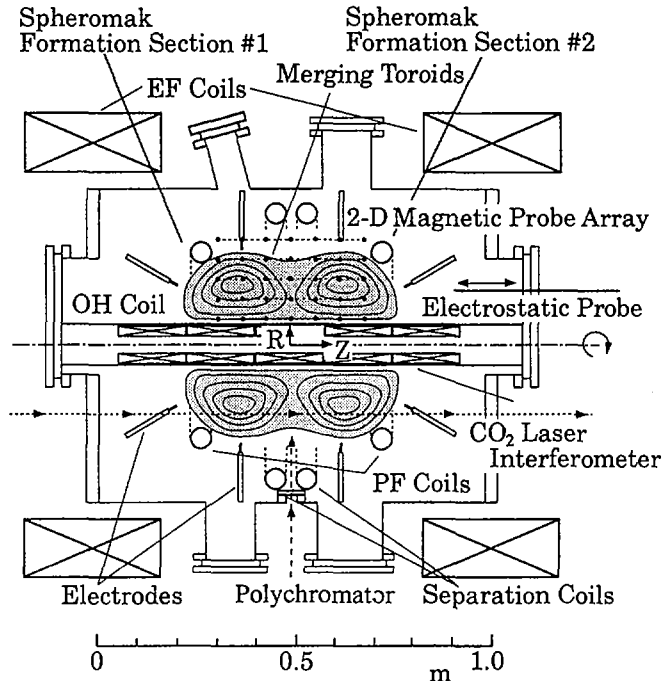 Spheromak
Formation Section #1
Spheromak
Formation Section #2
Merging Toroids
EF Coils
2-D Magnetic Probe Array
OH Coil
Electrostatic Probe
R
Z
CO₂ Laser
Interferometer
PF Coils
Electrodes
Polychromator
Separation Coils
0
0.5
1.0
m